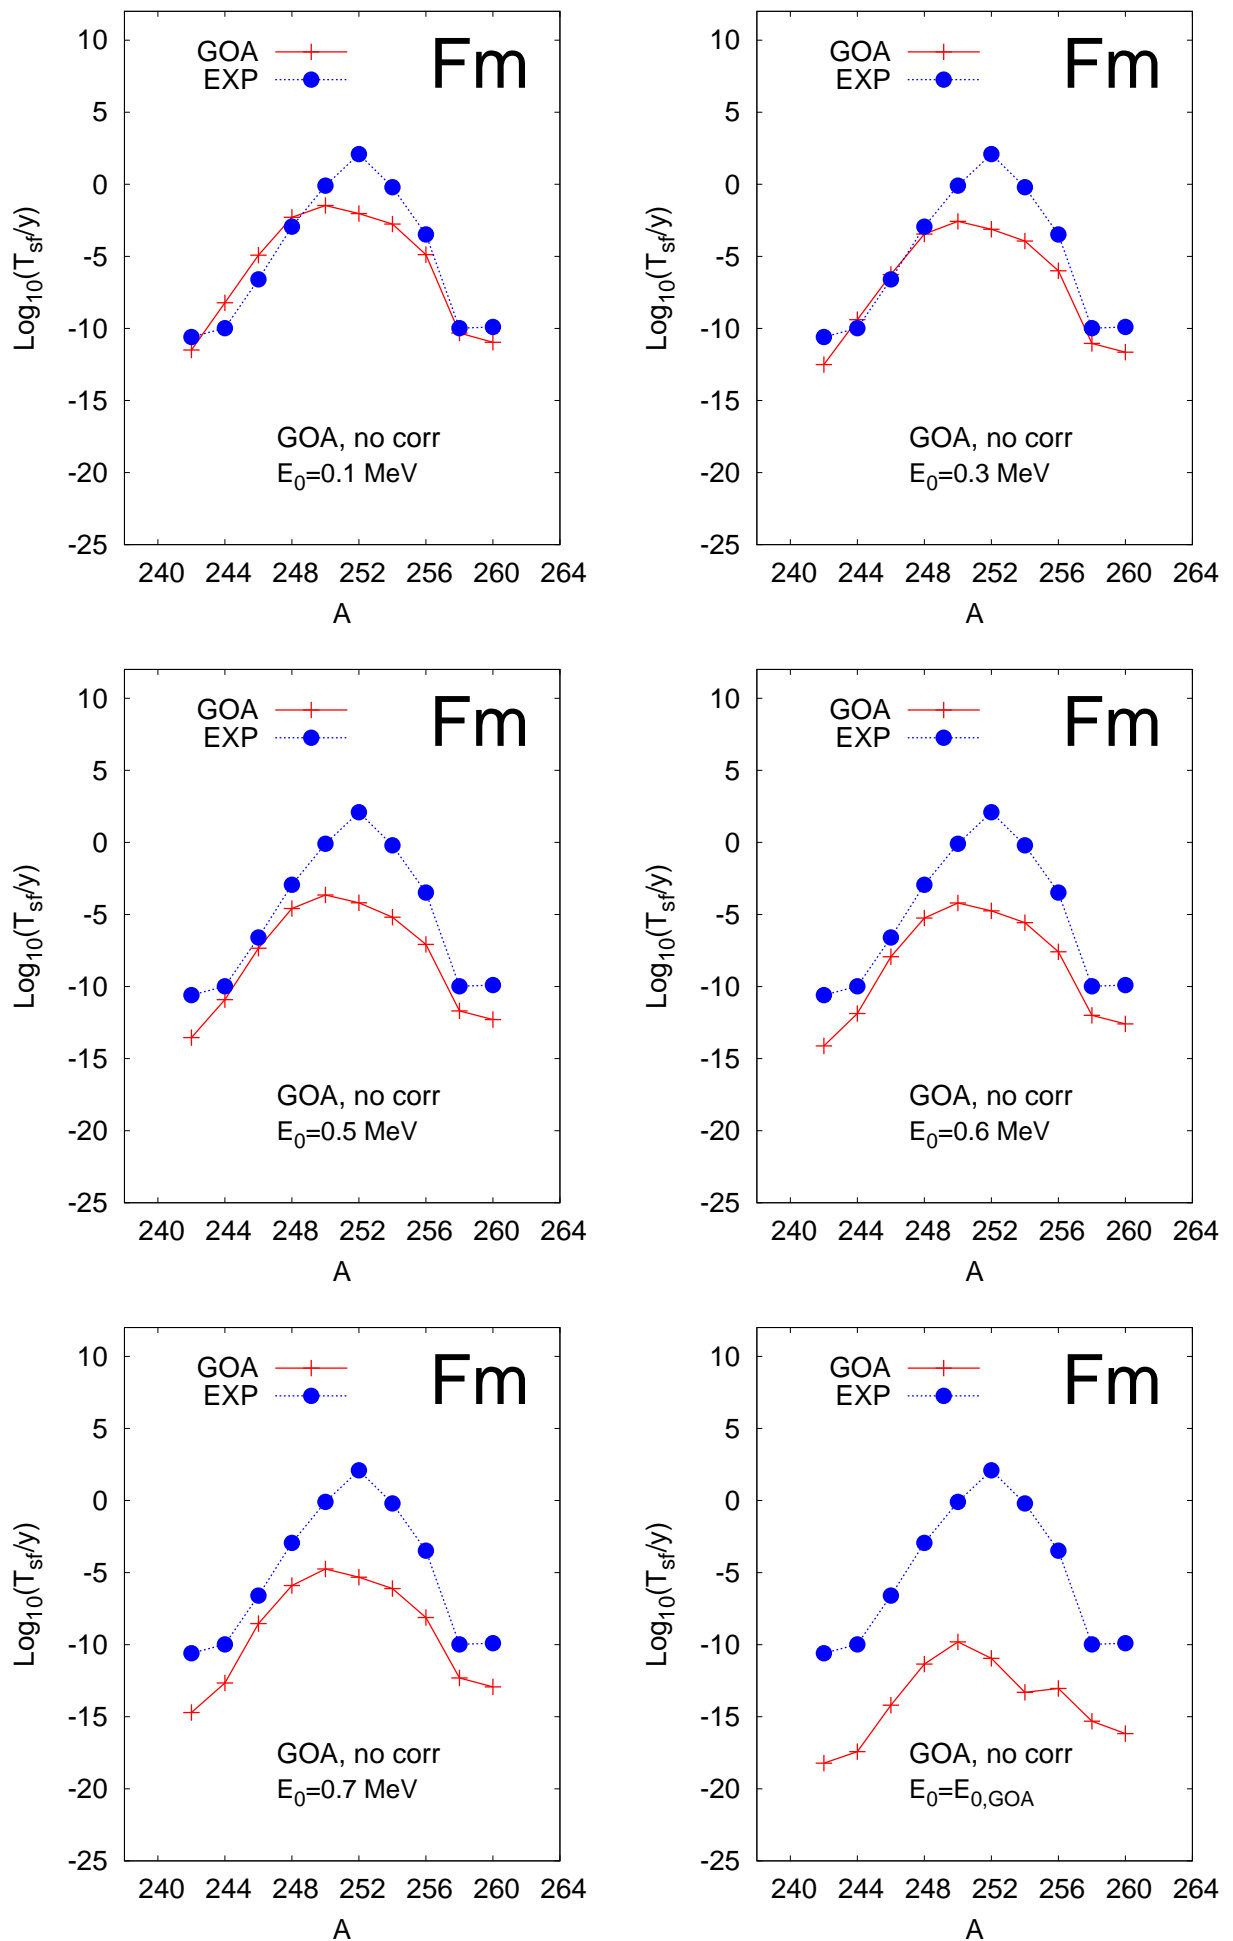 GOA
EXP
Fm
10
5
0
-5
-10
-15
-20
-25
Log10(Tsf/y)
GOA, no corr
E0=0.1 MeV
240 244 248 252 256 260 264
A
GOA
EXP
Fm
10
5
0
-5
-10
-15
-20
-25
Log10(Tsf/y)
GOA, no corr
E0=0.3 MeV
240 244 248 252 256 260 264
A
GOA
EXP
Fm
10
5
0
-5
-10
-15
-20
-25
Log10(Tsf/y)
GOA, no corr
E0=0.5 MeV
240 244 248 252 256 260 264
A
GOA
EXP
Fm
10
5
0
-5
-10
-15
-20
-25
Log10(Tsf/y)
GOA, no corr
E0=0.6 MeV
240 244 248 252 256 260 264
A
GOA
EXP
Fm
10
5
0
-5
-10
-15
-20
-25
Log10(Tsf/y)
GOA, no corr
E0=0.7 MeV
240 244 248 252 256 260 264
A
GOA
EXP
Fm
10
5
0
-5
-10
-15
-20
-25
Log10(Tsf/y)
GOA, no corr
E0=E0,GOA
240 244 248 252 256 260 264
A